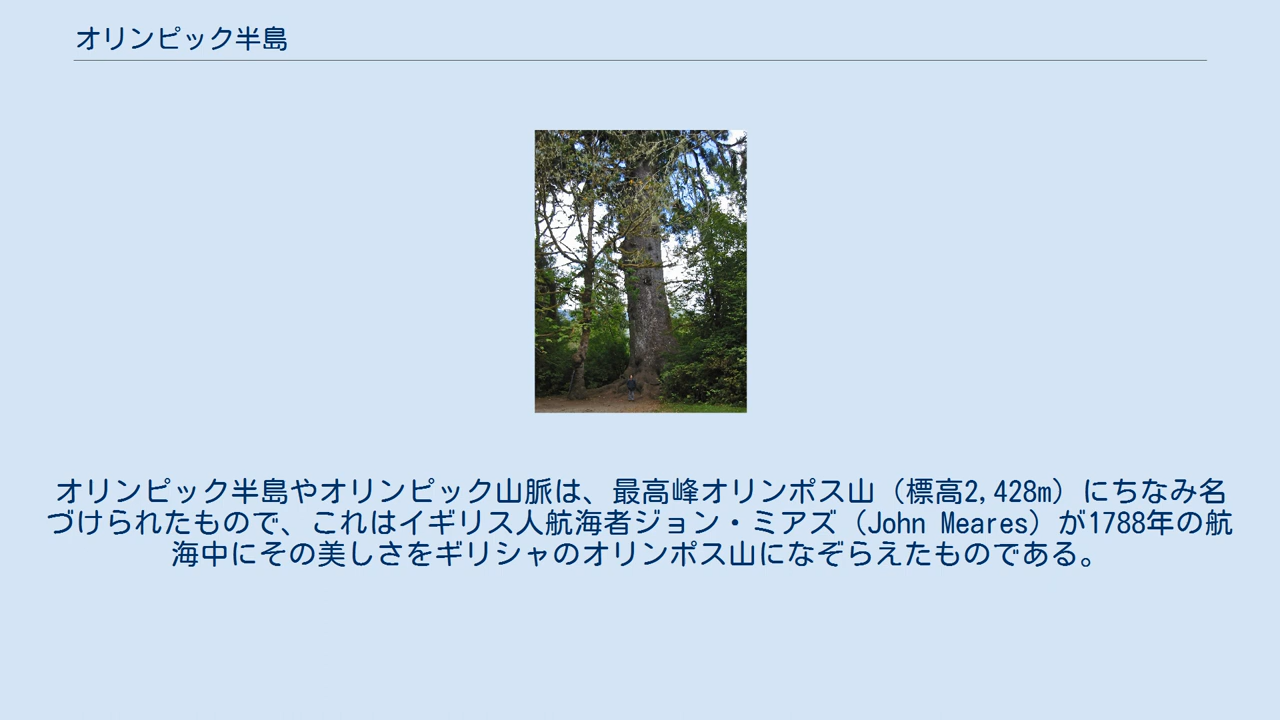 オリンピック半島
オリンピック半島やオリンピック山脈は、最高峰オリンポス山（標高2,428m）にちなみ名
づけられたもので、これはイギリス人航海者ジョン・ミアズ（John Meares）が1788年の航
海中にその美しさをギリシャのオリンポス山になぞらえたものである。